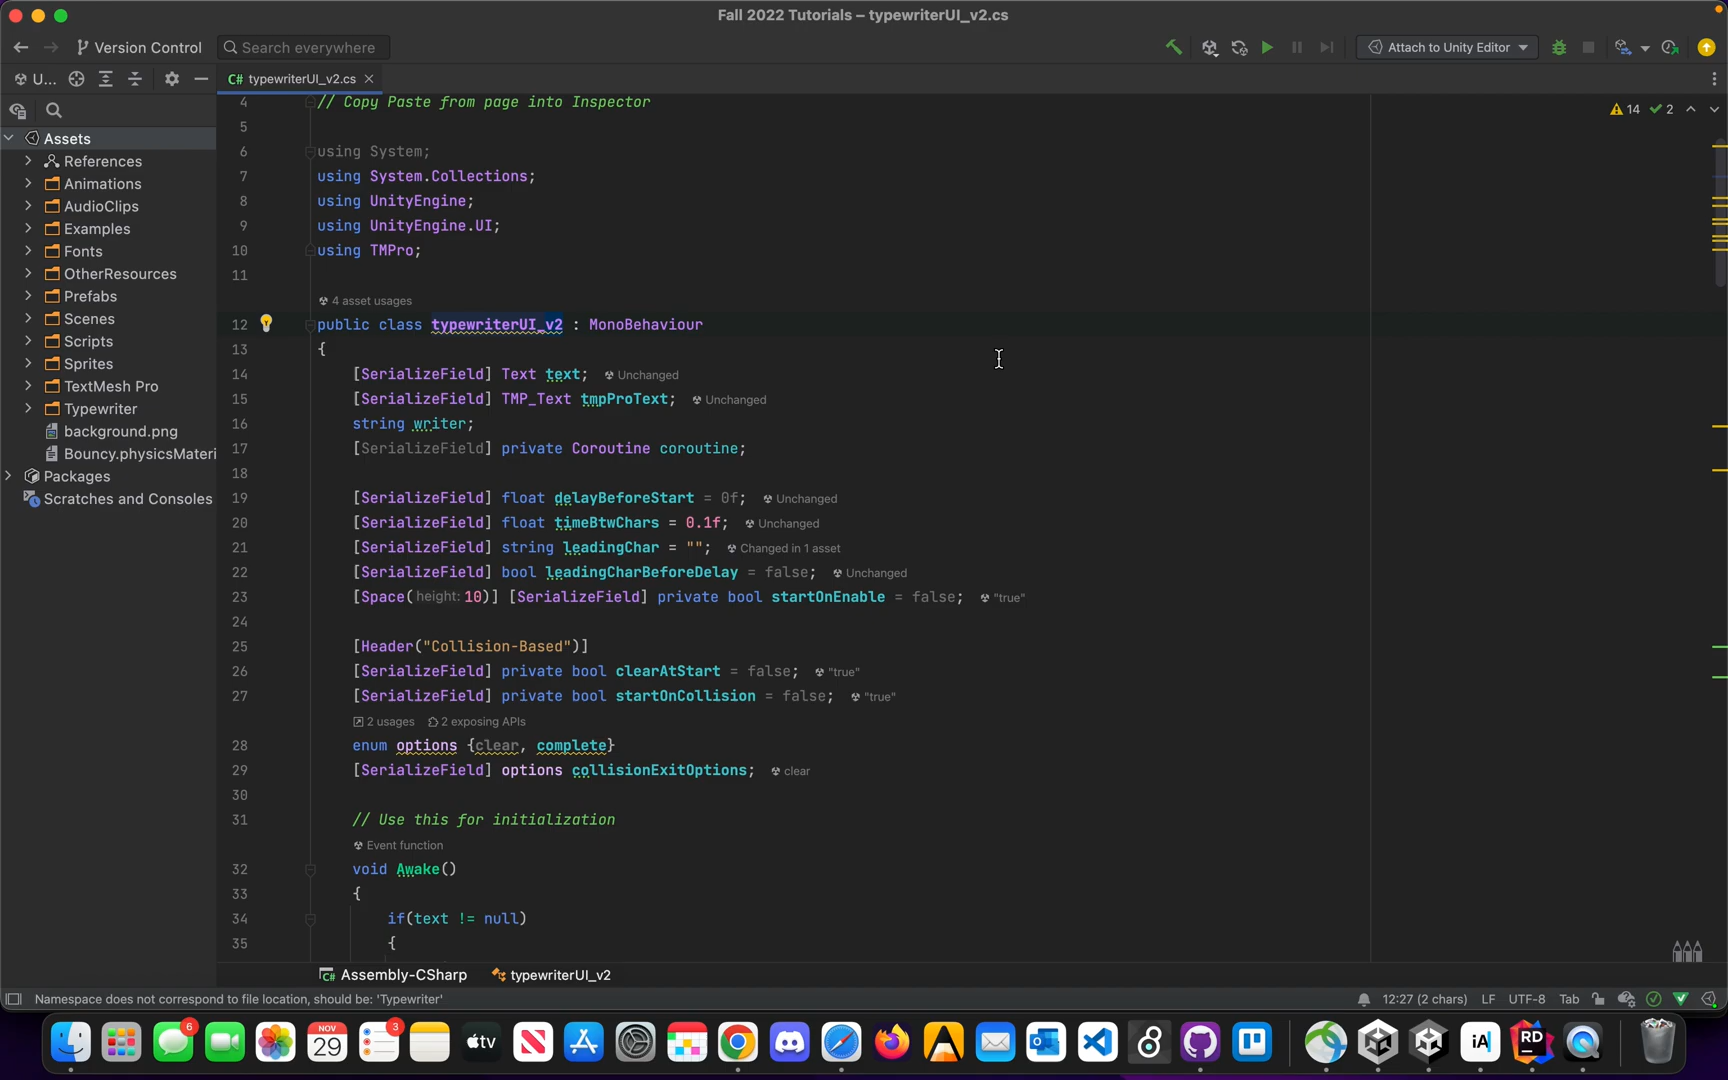 Fall 2022 Tutorials – typewriterUI_v2.cs
Version Control
Search everywhere
Attach to Unity Editor
U...
C# typewriterUI_v2.cs
14
2
Assets
References
Animations
AudioClips
Examples
Fonts
OtherResources
Prefabs
Scenes
Scripts
Sprites
TextMesh Pro
Typewriter
background.png
Bouncy.physicsMateri
Packages
Scratches and Consoles
4 // Copy Paste from page into Inspector
5
6 using System;
7 using System.Collections;
8 using UnityEngine;
9 using UnityEngine.UI;
10 using TMPro;
11
4 asset usages
12 public class typewriterUI_v2 : MonoBehaviour
13 {
14 [SerializeField] Text text; Unchanged
15 [SerializeField] TMP_Text tmpProText; Unchanged
16 string writer;
17 [SerializeField] private Coroutine coroutine;
18
19 [SerializeField] float delayBeforeStart = 0f; Unchanged
20 [SerializeField] float timeBtwChars = 0.1f; Unchanged
21 [SerializeField] string leadingChar = ""; Changed in 1 asset
22 [SerializeField] bool leadingCharBeforeDelay = false; Unchanged
23 [Space( height: 10)] [SerializeField] private bool startOnEnable = false; "true"
24
25 [Header("Collision-Based")]
26 [SerializeField] private bool clearAtStart = false; "true"
27 [SerializeField] private bool startOnCollision = false; "true"
2 usages 2 exposing APIs
28 enum options {clear, complete}
29 [SerializeField] options collisionExitOptions; clear
30
31 // Use this for initialization
Event function
32 void Awake()
33 {
34 if(text != null)
35 {
C# Assembly-CSharp typewriterUI_v2
Namespace does not correspond to file location, should be: 'Typewriter'
12:27 (2 chars) LF UTF-8 Tab
6
NOV
29
3
tv
iA
RD